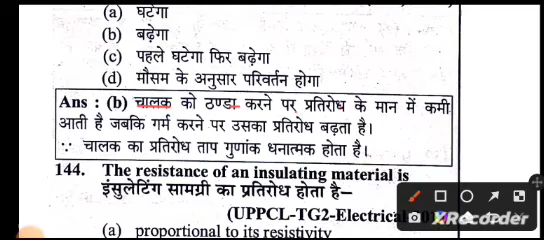 (a) घटेगा
(b) बढ़ेगा
(c) पहले घटेगा फिर बढ़ेगा
(d) मौसम के अनुसार परिवर्तन होगा
Ans : (b) चालक को ठण्डा करने पर प्रतिरोध के मान में कमी
आती है जबकि गर्म करने पर उसका प्रतिरोध बढ़ता है।
∵ चालक का प्रतिरोध ताप गुणांक धनात्मक होता है।
144. The resistance of an insulating material is
इंसुलेटिंग सामग्री का प्रतिरोध होता है–
(UPPCL-TG2-Electrical
XRecorder
(a) proportional to its resistivity